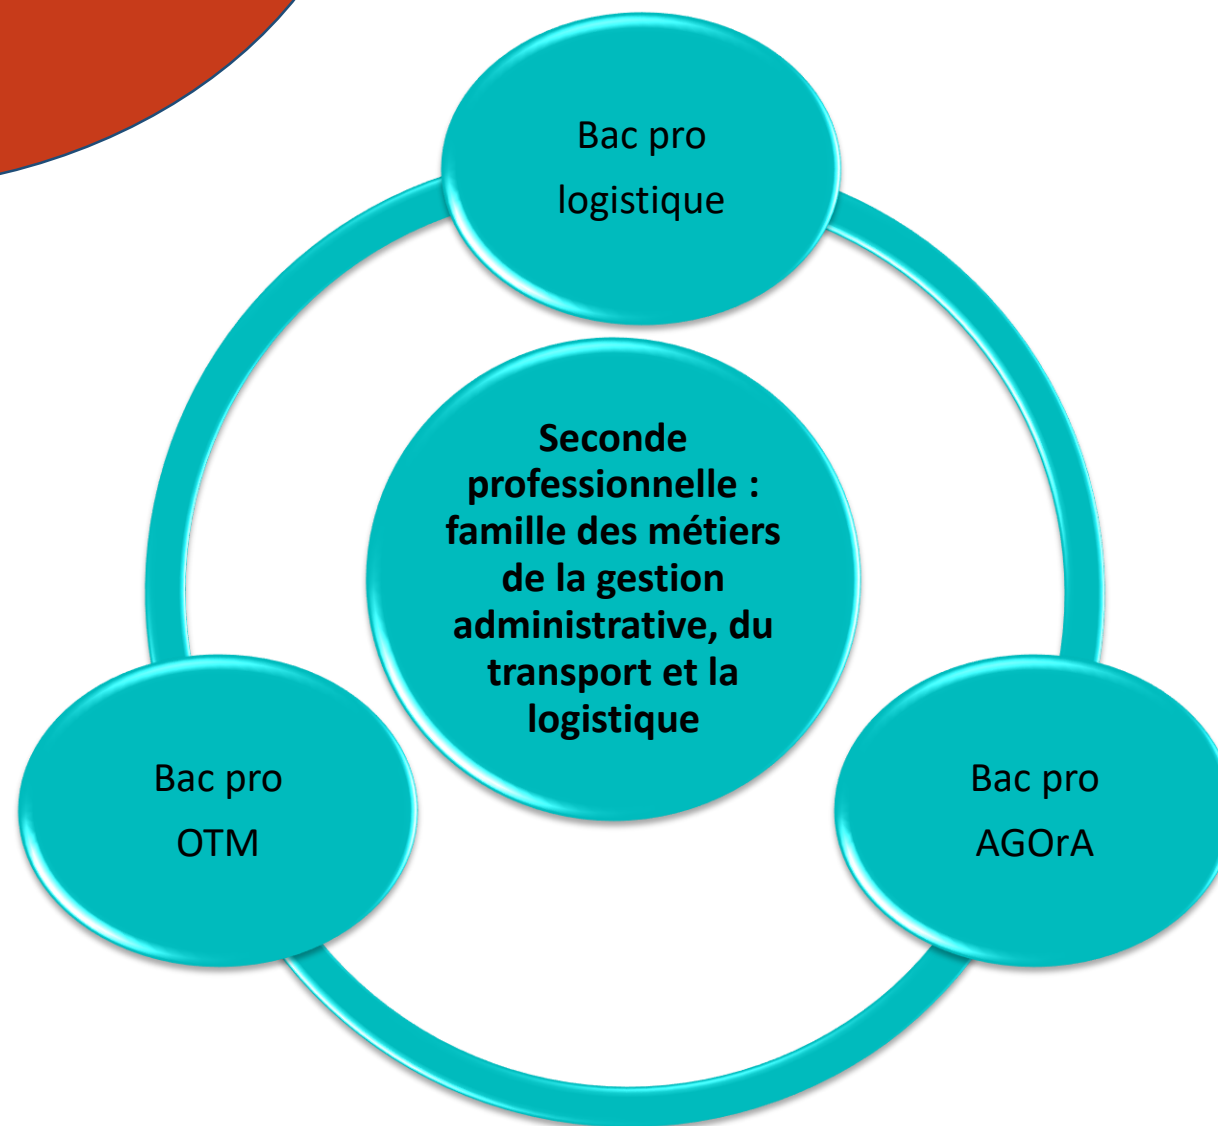 Bac pro
logistique
Seconde
professionnelle :
famille des métiers
de la gestion
administrative, du
transport et la
logistique
Bac pro
OTM
Bac pro
AGOrA